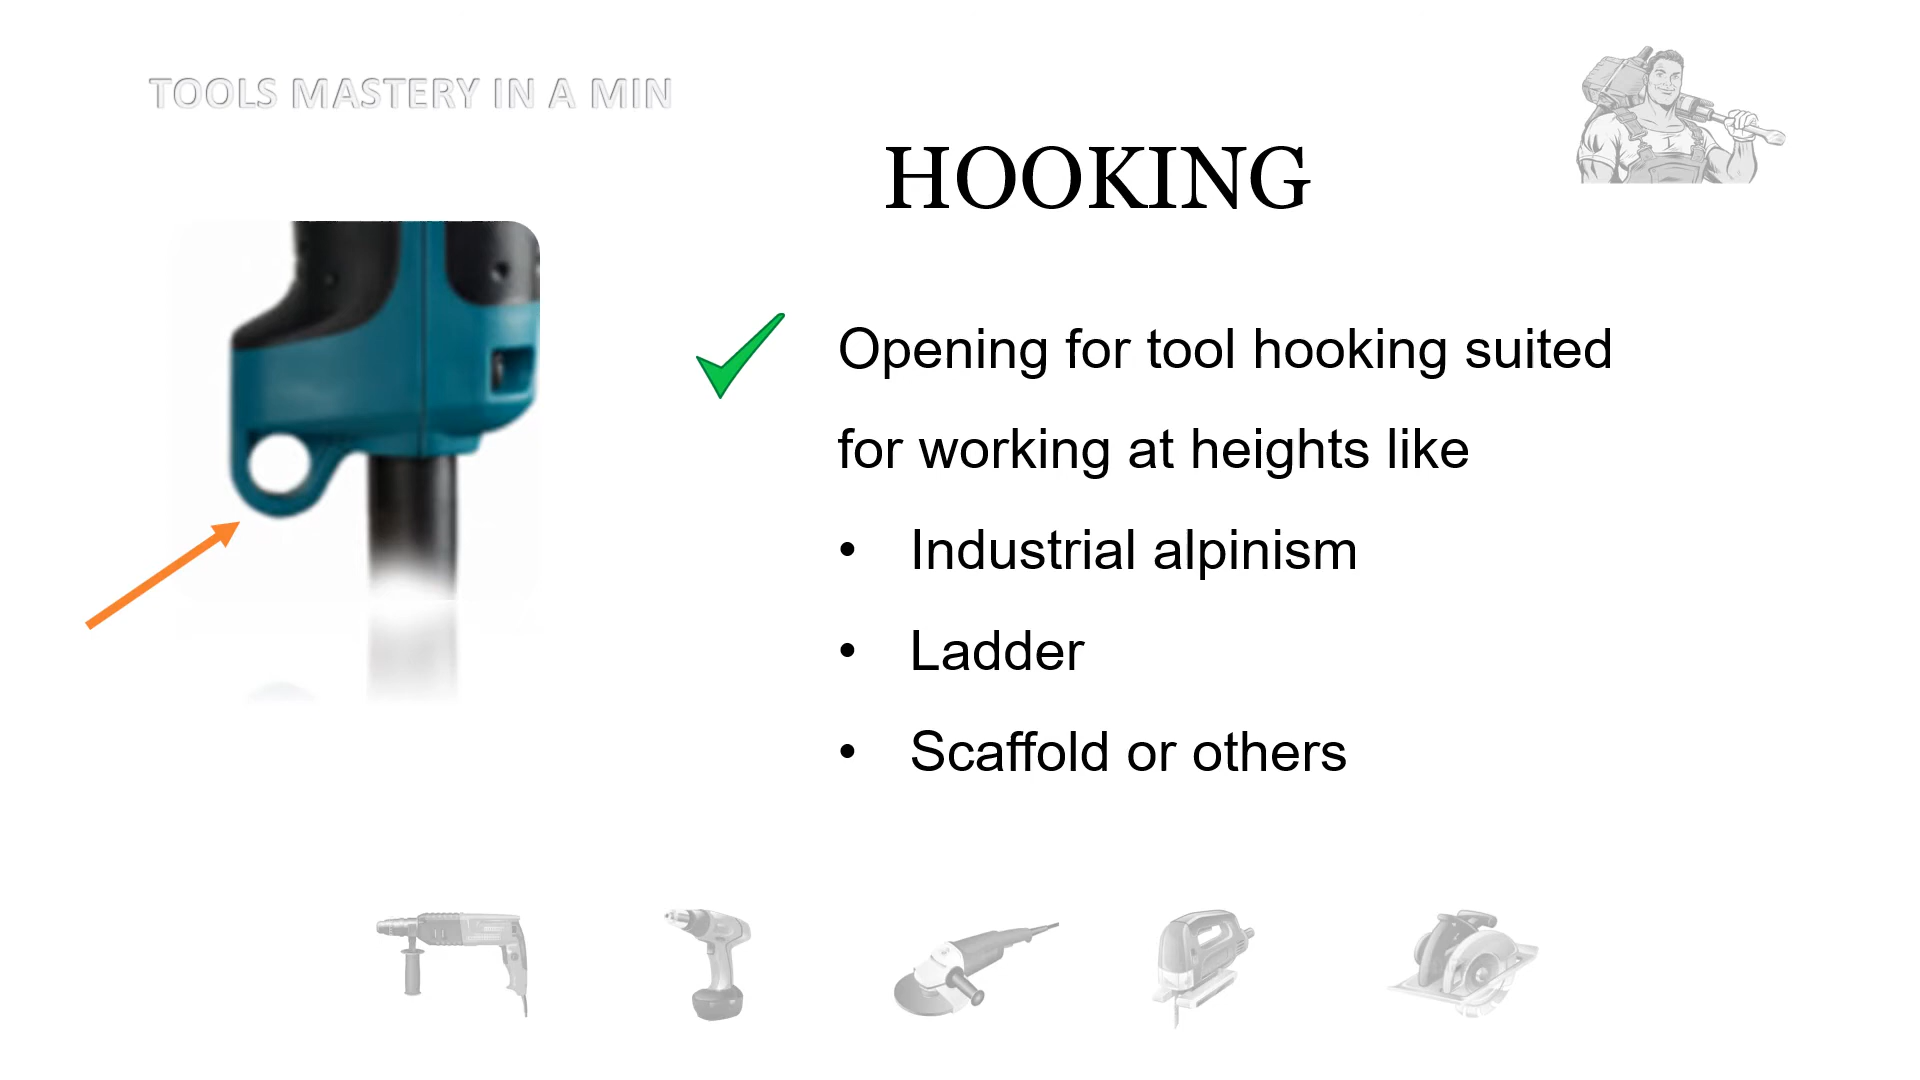 TOOLS MASTERY IN A MIN
HOOKING
Opening for tool hooking suited
for working at heights like
• Industrial alpinism
• Ladder
• Scaffold or others